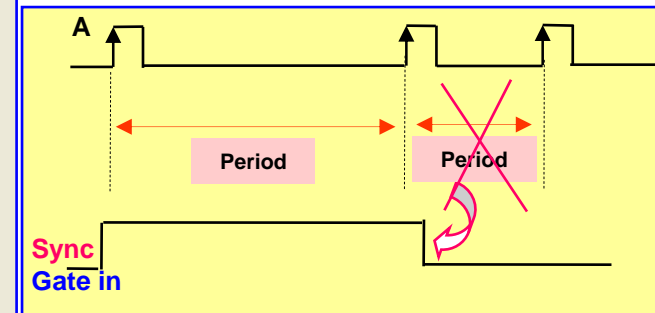 A
Period
Period
Sync
Gate in